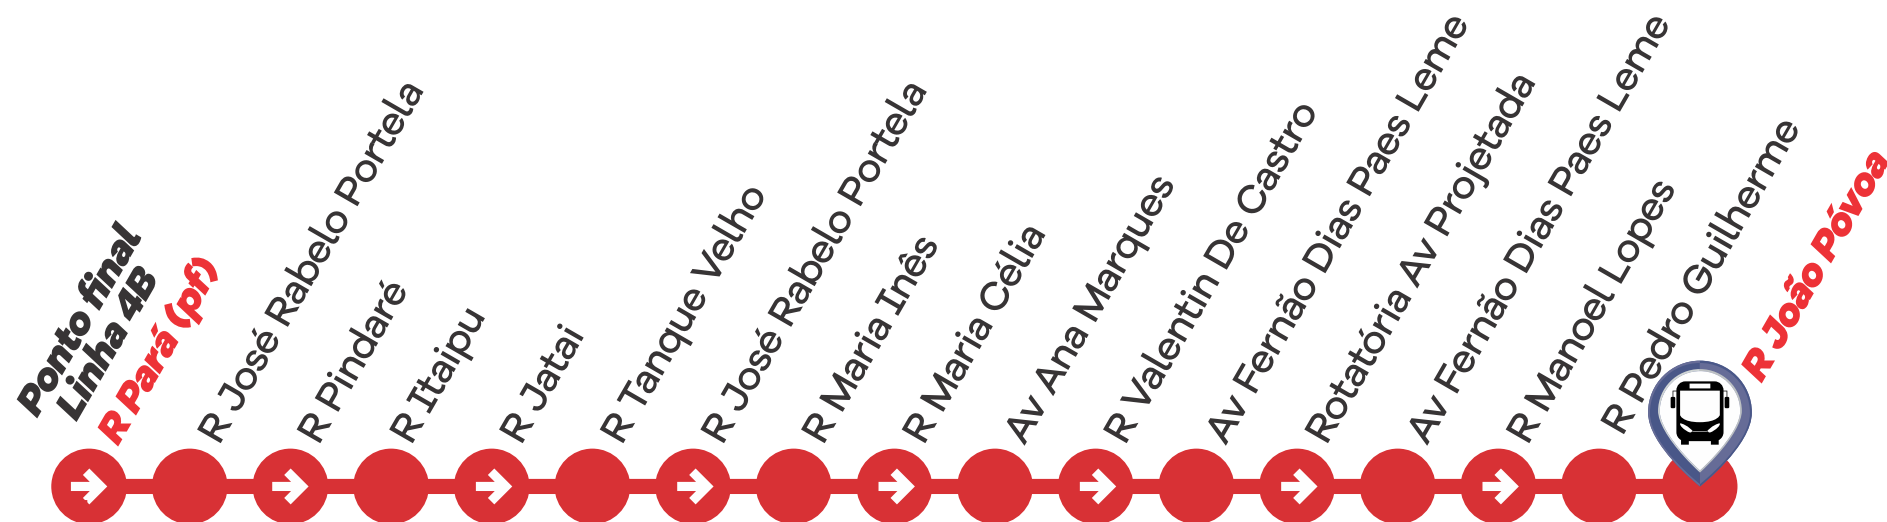 Ponto final
Linha 4B
R Pará (pf)
R José Rabelo Portela
R Pindaré
R Itaipu
R Jatai
R Tanque Velho
R José Rabelo Portela
R Maria Inês
R Maria Célia
Av Ana Marques
R Valentin De Castro
Av Fernão Dias Paes Leme
Rotatória Av Projetada
Av Fernão Dias Paes Leme
R Manoel Lopes
R Pedro Guilherme
R João Póvoa